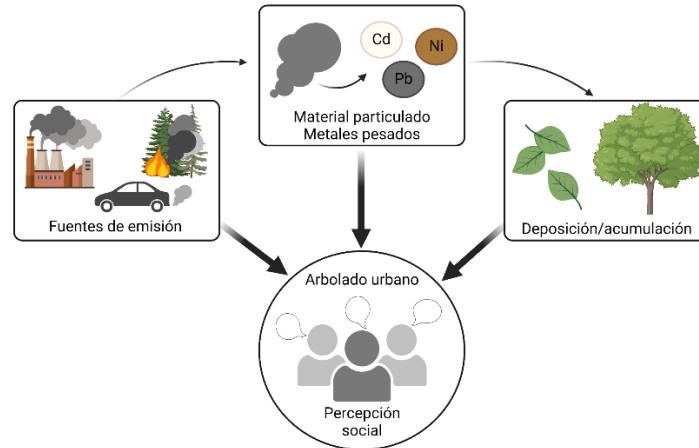 Cd
Ni
Pb
Material particulado
Metales pesados
Fuentes de emisión
Deposición/acumulación
Arbolado urbano
Percepción
social